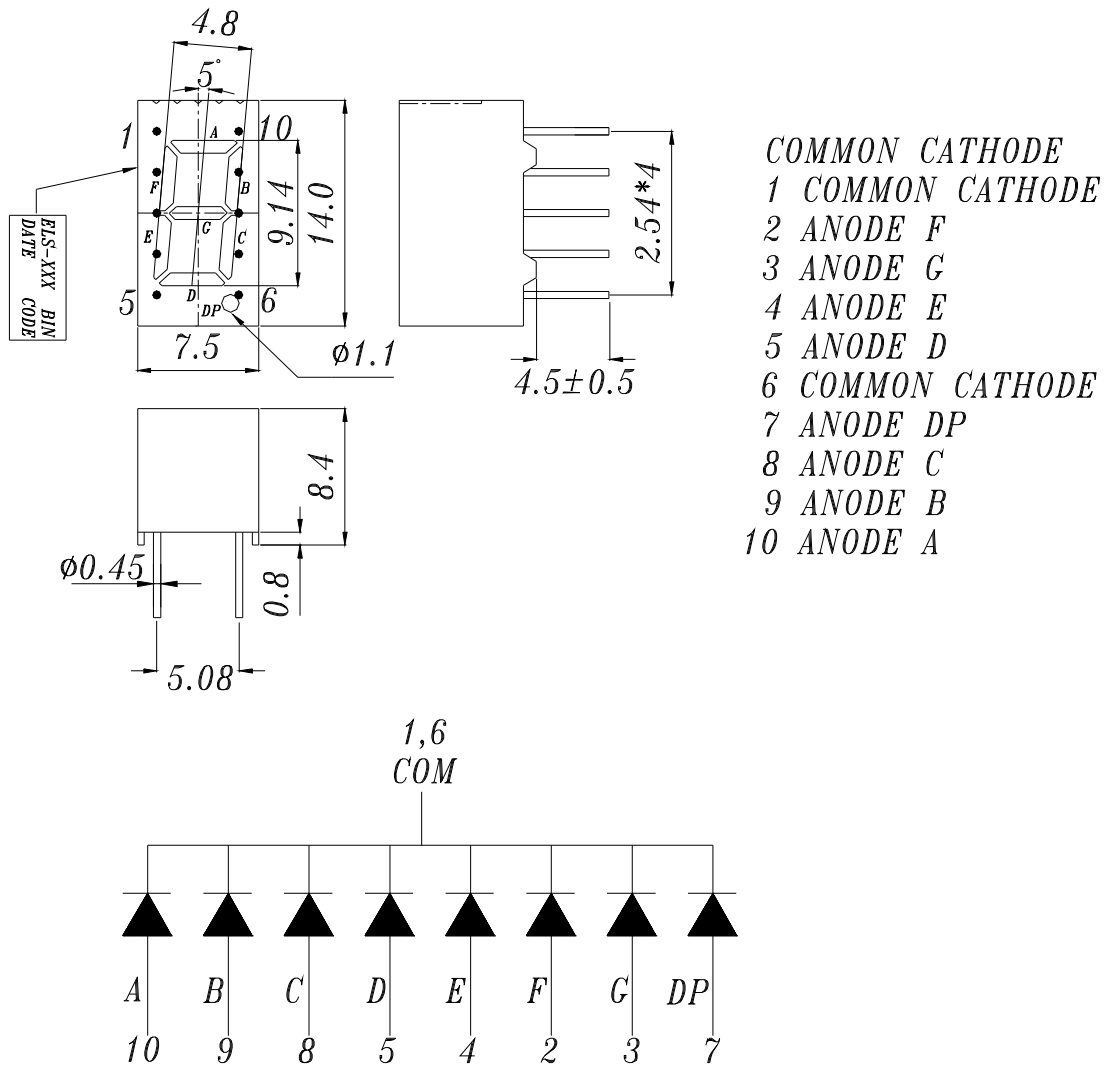 4.8
5°
1
10
A
F
B
G
E
C
D
5
6
DP
9.14
14.0
7.5
ø1.1
ELS-XXX BIN
DATE CODE
2.54*4
4.5±0.5
8.4
0.8
ø0.45
5.08
COMMON CATHODE
1 COMMON CATHODE
2 ANODE F
3 ANODE G
4 ANODE E
5 ANODE D
6 COMMON CATHODE
7 ANODE DP
8 ANODE C
9 ANODE B
10 ANODE A
1,6
COM
A B C D E F G DP
10 9 8 5 4 2 3 7